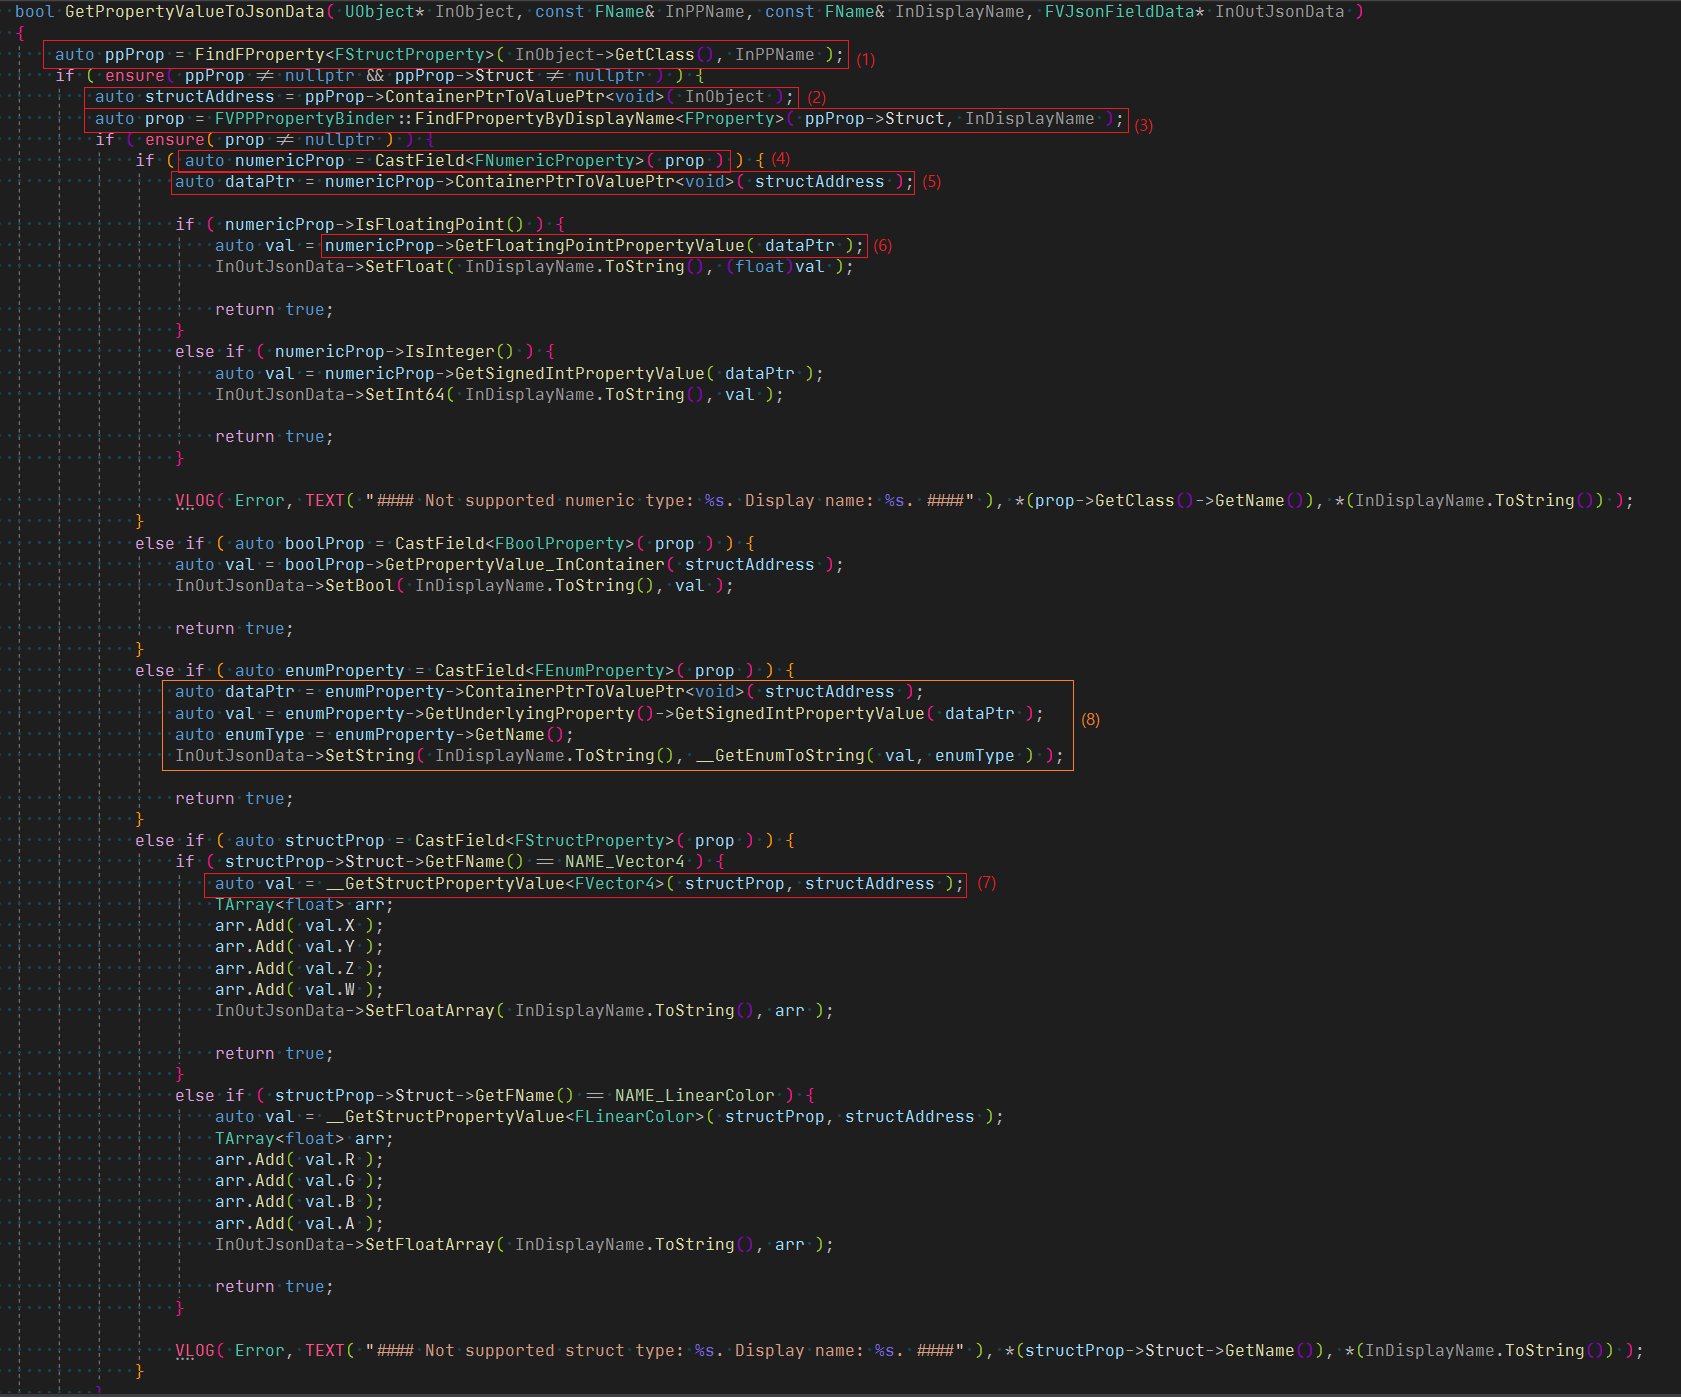 bool GetPropertyValueToJsonData( UObject* InObject, const FName& InPPName, const FName& InDisplayName, FVJsonFieldData* InOutJsonData )
{
auto ppProp = FindFProperty<FStructProperty>( InObject->GetClass(), InPPName ); (1)
if ( ensure( ppProp ≠ nullptr && ppProp->Struct ≠ nullptr ) ) {
auto structAddress = ppProp->ContainerPtrToValuePtr<void>( InObject ); (2)
auto prop = FVPPPropertyBinder::FindFPropertyByDisplayName<FProperty>( ppProp->Struct, InDisplayName ); (3)
if ( ensure( prop ≠ nullptr ) ) {
if ( auto numericProp = CastField<FNumericProperty>( prop ) ) { (4)
auto dataPtr = numericProp->ContainerPtrToValuePtr<void>( structAddress ); (5)
if ( numericProp->IsFloatingPoint() ) {
auto val = numericProp->GetFloatingPointPropertyValue( dataPtr ); (6)
InOutJsonData->SetFloat( InDisplayName.ToString(), (float)val );
return true;
}
else if ( numericProp->IsInteger() ) {
auto val = numericProp->GetSignedIntPropertyValue( dataPtr );
InOutJsonData->SetInt64( InDisplayName.ToString(), val );
return true;
}
VLOG( Error, TEXT( "#### Not supported numeric type: %s. Display name: %s. ####" ), *(prop->GetClass()->GetName()), *(InDisplayName.ToString()) );
}
else if ( auto boolProp = CastField<FBoolProperty>( prop ) ) {
auto val = boolProp->GetPropertyValue_InContainer( structAddress );
InOutJsonData->SetBool( InDisplayName.ToString(), val );
return true;
}
else if ( auto enumProperty = CastField<FEnumProperty>( prop ) ) {
auto dataPtr = enumProperty->ContainerPtrToValuePtr<void>( structAddress );
auto val = enumProperty->GetUnderlyingProperty()->GetSignedIntPropertyValue( dataPtr ); (8)
auto enumType = enumProperty->GetName();
InOutJsonData->SetString( InDisplayName.ToString(), __GetEnumToString( val, enumType ) );
return true;
}
else if ( auto structProp = CastField<FStructProperty>( prop ) ) {
if ( structProp->Struct->GetFName() == NAME_Vector4 ) {
auto val = __GetStructPropertyValue<FVector4>( structProp, structAddress ); (7)
TArray<float> arr;
arr.Add( val.X );
arr.Add( val.Y );
arr.Add( val.Z );
arr.Add( val.W );
InOutJsonData->SetFloatArray( InDisplayName.ToString(), arr );
return true;
}
else if ( structProp->Struct->GetFName() == NAME_LinearColor ) {
auto val = __GetStructPropertyValue<FLinearColor>( structProp, structAddress );
TArray<float> arr;
arr.Add( val.R );
arr.Add( val.G );
arr.Add( val.B );
arr.Add( val.A );
InOutJsonData->SetFloatArray( InDisplayName.ToString(), arr );
return true;
}
VLOG( Error, TEXT( "#### Not supported struct type: %s. Display name: %s. ####" ), *(structProp->Struct->GetName()), *(InDisplayName.ToString()) );
}